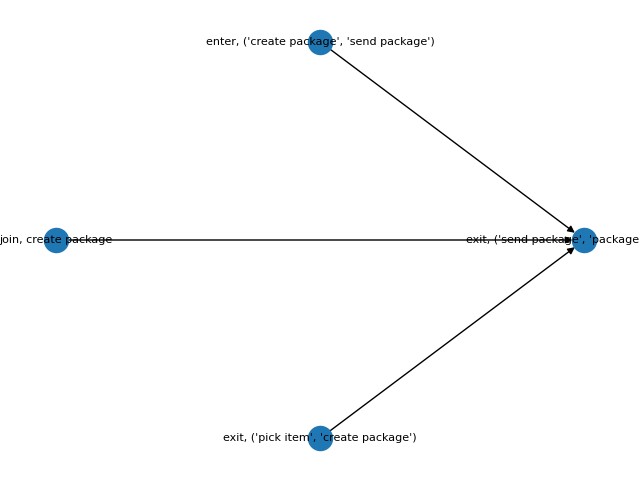 enter, ('create package', 'send package')
join, create package
exit, ('send package', 'package
exit, ('pick item', 'create package')